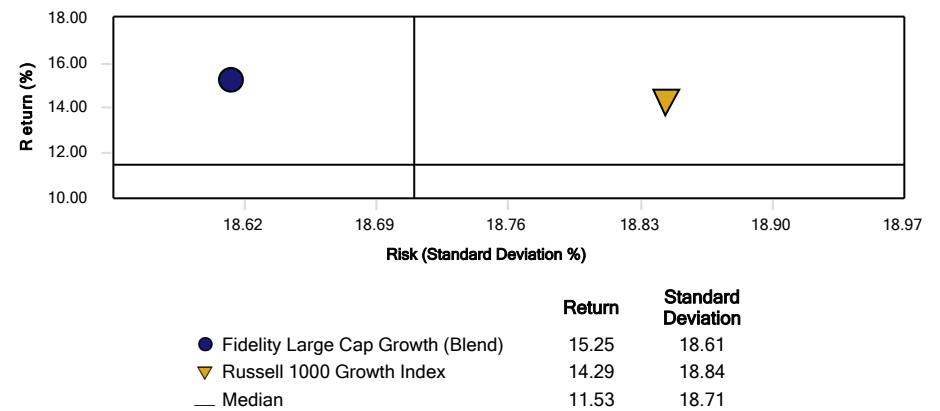 18.00
16.00
14.00
12.00
10.00
Return (%)
18.62 18.69 18.76 18.83 18.90 18.97
Risk (Standard Deviation %)
Return Standard Deviation
Fidelity Large Cap Growth (Blend) 15.25 18.61
Russell 1000 Growth Index 14.29 18.84
Median 11.53 18.71